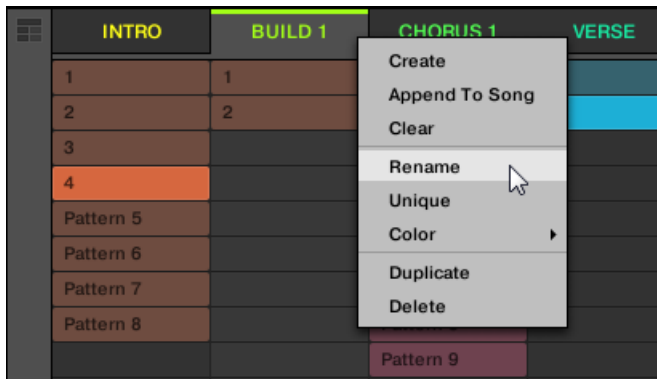 INTRO BUILD 1 CHORUS 1 VERSE
1 1 Create
2 2 Append To Song
3 Clear
4 Rename
Pattern 5 Unique
Pattern 6 Color
Pattern 7 Duplicate
Pattern 8 Delete
Pattern 9